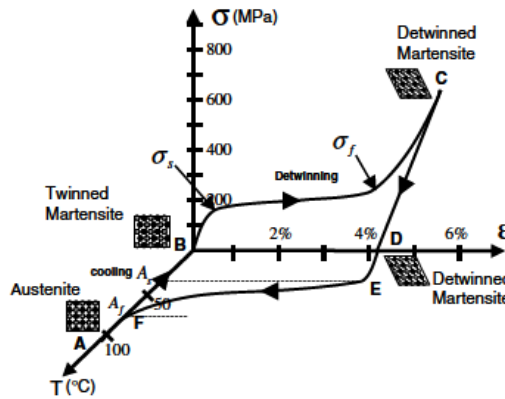 σ (MPa)
Detwinned
Martensite
C
800
600
400
200
σs
σf
Detwinning
Twinned
Martensite
B
2%
4%
D
6%
ε
cooling
As
50
E
Detwinned
Martensite
Austenite
Af
F
A
100
T (°C)